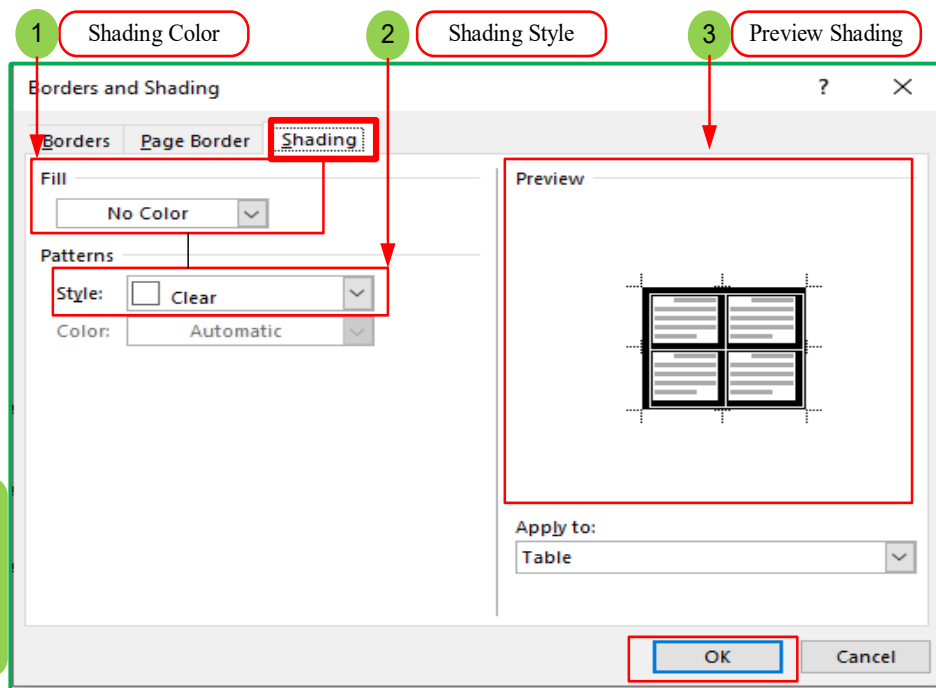 1 Shading Color 2 Shading Style 3 Preview Shading
Borders and Shading ? ×
Borders Page Border Shading
Fill
No Color
Patterns
Style: Clear
Color: Automatic
Preview
Apply to:
Table
OK Cancel